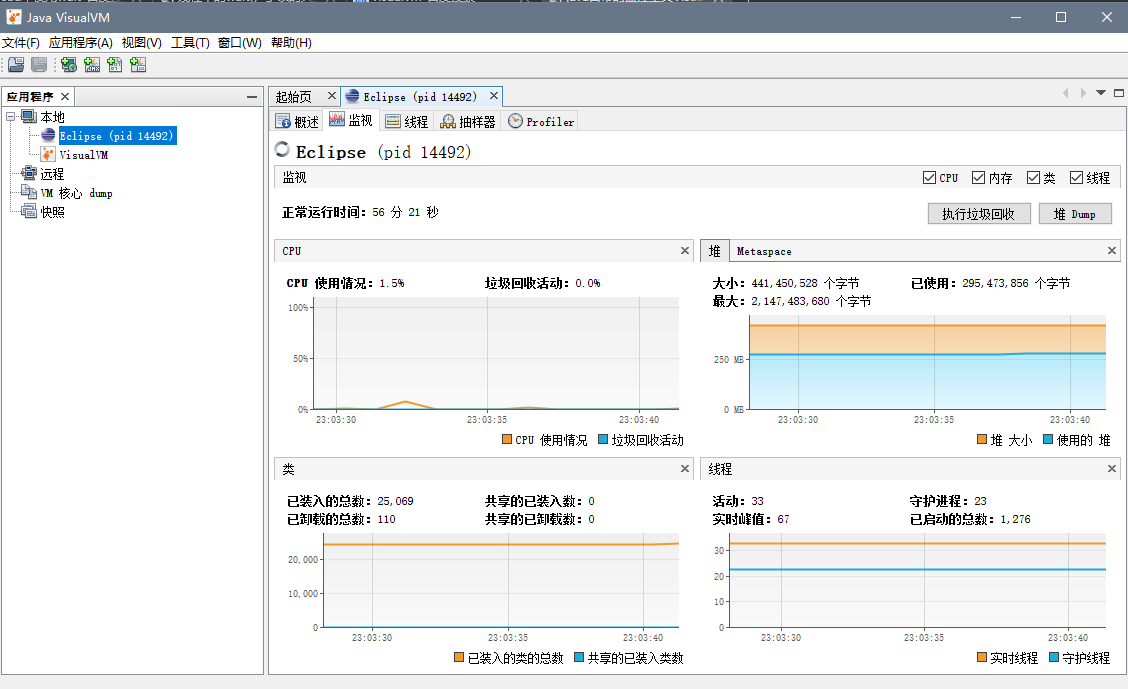 Java VisualVM
文件(F) 应用程序(A) 视图(V) 工具(T) 窗口(W) 帮助(H)
应用程序
起始页 Eclipse (pid 14492)
本地
Eclipse (pid 14492)
VisualVM
远程
VM 核心 dump
快照
概述 监视 线程 抽样器 Profiler
Eclipse (pid 14492)
监视 CPU 内存 类 线程
正常运行时间: 56 分 21 秒 执行垃圾回收 堆 Dump
CPU
CPU 使用情况: 1.5% 垃圾回收活动: 0.0%
100%
50%
0%
23:03:30 23:03:35 23:03:40
CPU 使用情况 垃圾回收活动
堆 Metaspace
大小: 441,450,528 个字节 已使用: 295,473,856 个字节
最大: 2,147,483,680 个字节
250 MB
0 MB
23:03:30 23:03:35 23:03:40
堆 大小 使用的 堆
类
已装入的总数: 25,069 共享的已装入数: 0
已卸载的总数: 110 共享的已卸载数: 0
20,000
10,000
0
23:03:30 23:03:35 23:03:40
已装入的类的总数 共享的已装入类数
线程
活动: 33 守护进程: 23
实时峰值: 67 已启动的总数: 1,276
30
20
10
0
23:03:30 23:03:35 23:03:40
实时线程 守护线程